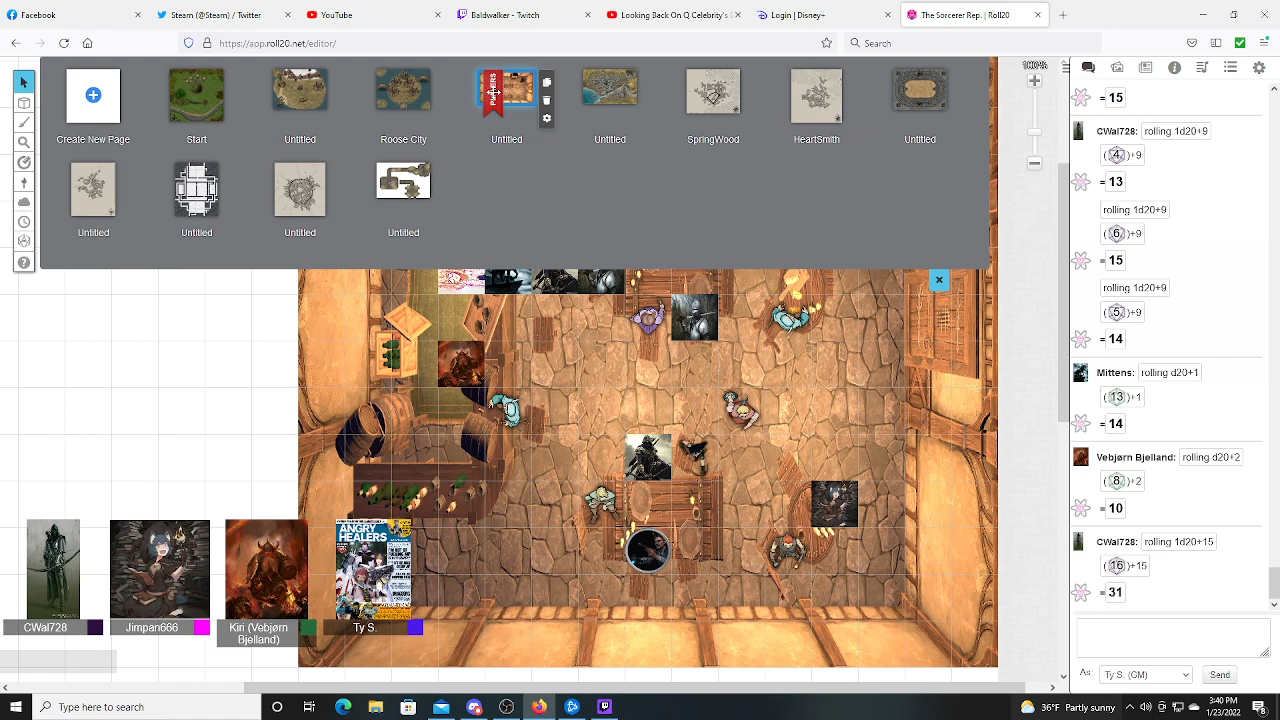 Celebrity's F
Twitter
YouTube
dwaltzwriter - Twitch
Looking Back On Q Celebrity's
Login | Disney+
The Sorcerer Rep. | Roll20
https://app.roll20.net/editor/
Search
100%
Create New Page
Start
Untitled
Roose City
PLAYERS
Untitled
Untitled
SpringWood
HeartSmith
Untitled
Untitled
Untitled
Untitled
Untitled
= 15
CWal728: rolling 1d20+9
(4)+9
= 13
rolling 1d20+9
(6)+9
= 15
rolling 1d20+9
(5)+9
= 14
Mittens: rolling d20+1
(13)+1
= 14
Vebjørn Bjelland: rolling d20+2
(8)+2
= 10
CWal728: rolling 1d20+15
(16)+15
= 31
ANGRY
HEALERS
CWal728
Jimpan666
Kiri (Vebjørn
Bjelland)
Ty S.
As: Ty S. (GM)
Send
Type here to search
36°F Partly sunny
3:40 PM
1/23/2022